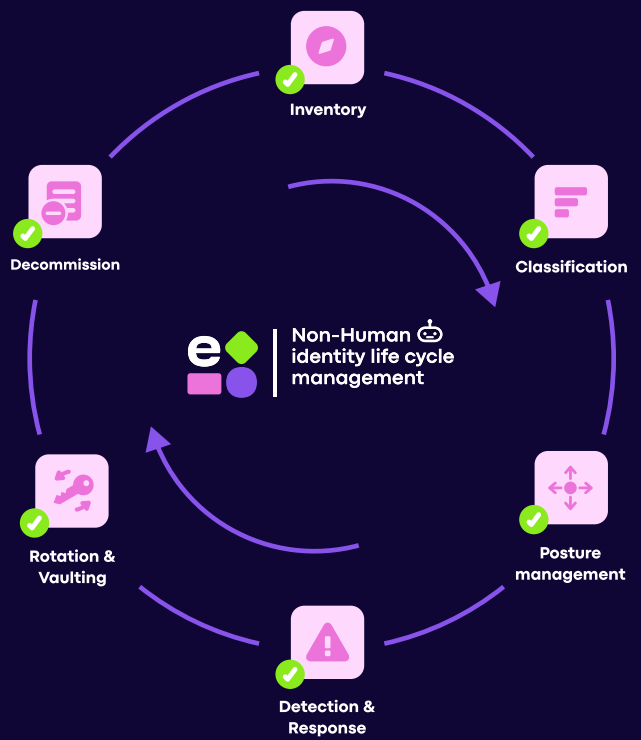 Inventory
Classification
Posture
management
Detection &
Response
Rotation &
Vaulting
Decommission
e
Non-Human
identity life cycle
management